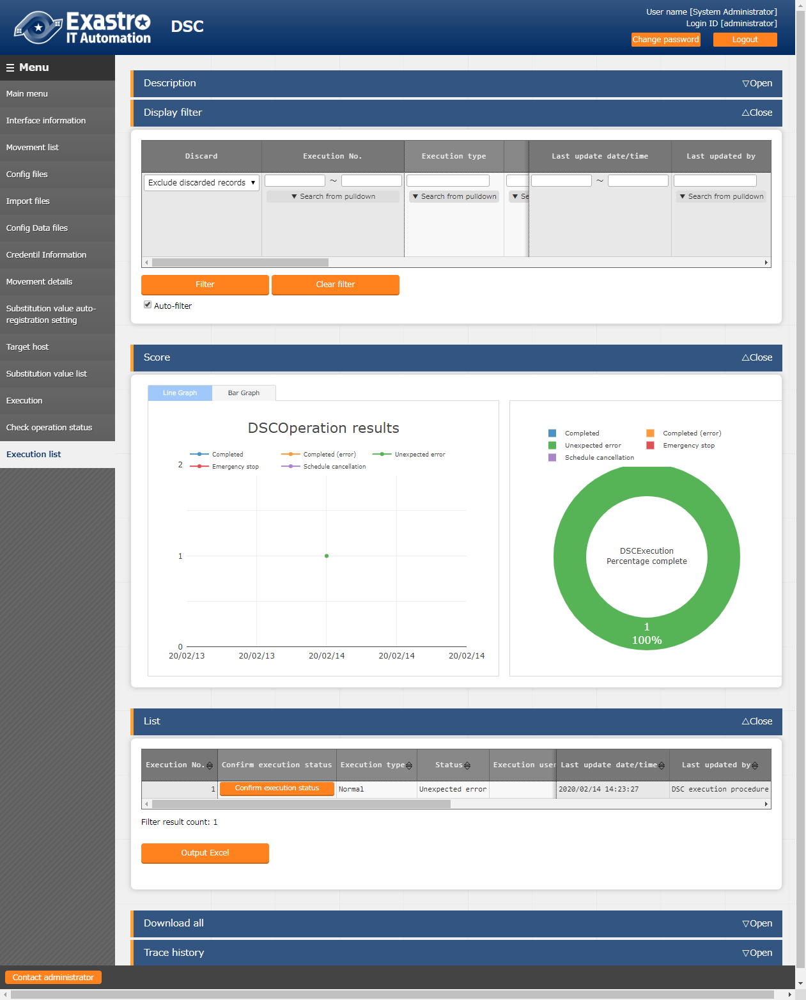 Exastro
IT Automation
DSC
User name [System Administrator]
Login ID [administrator]
Change password
Logout
Menu
Main menu
Interface information
Movement list
Config files
Import files
Config Data files
Credentil Information
Movement details
Substitution value auto-
registration setting
Target host
Substitution value list
Execution
Check operation status
Execution list
Description
▽Open
Display filter
△Close
Discard Execution No. Execution type Last update date/time Last updated by
Exclude discarded records ▼ ~ ~
▼ Search from pulldown ▼ Search from pulldown ▼ Se ▼ Search from pulldown
Filter
Clear filter
Auto-filter
Score
△Close
Line Graph
Bar Graph
DSCOperation results
Completed Completed (error) Unexpected error
Emergency stop Schedule cancellation
2
1
0
20/02/13 20/02/13 20/02/14 20/02/14 20/02/14
Completed Completed (error)
Unexpected error Emergency stop
Schedule cancellation
DSCExecution
Percentage complete
1
100%
List
△Close
Execution No. Confirm execution status Execution type Status Execution user Last update date/time Last updated by
1 Confirm execution status Normal Unexpected error 2020/02/14 14:23:27 DSC execution procedure
Filter result count: 1
Output Excel
Download all
▽Open
Trace history
▽Open
Contact administrator